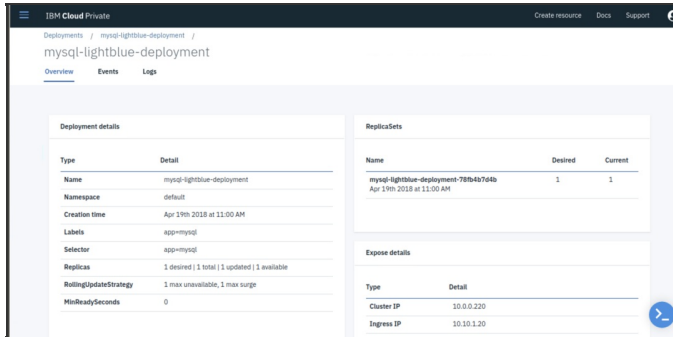 IBM Cloud Private
Create resource Docs Support
Deployments / mysql-lightblue-deployment /
mysql-lightblue-deployment
Overview Events Logs
Deployment details
Type Detail
Name mysql-lightblue-deployment
Namespace default
Creation time Apr 19th 2018 at 11:00 AM
Labels app=mysql
Selector app=mysql
Replicas 1 desired | 1 total | 1 updated | 1 available
RollingUpdateStrategy 1 max unavailable, 1 max surge
MinReadySeconds 0
ReplicaSets
Name Desired Current
mysql-lightblue-deployment-78fb4b7d4b 1 1
Apr 19th 2018 at 11:00 AM
Expose details
Type Detail
Cluster IP 10.0.0.220
Ingress IP 10.10.1.20